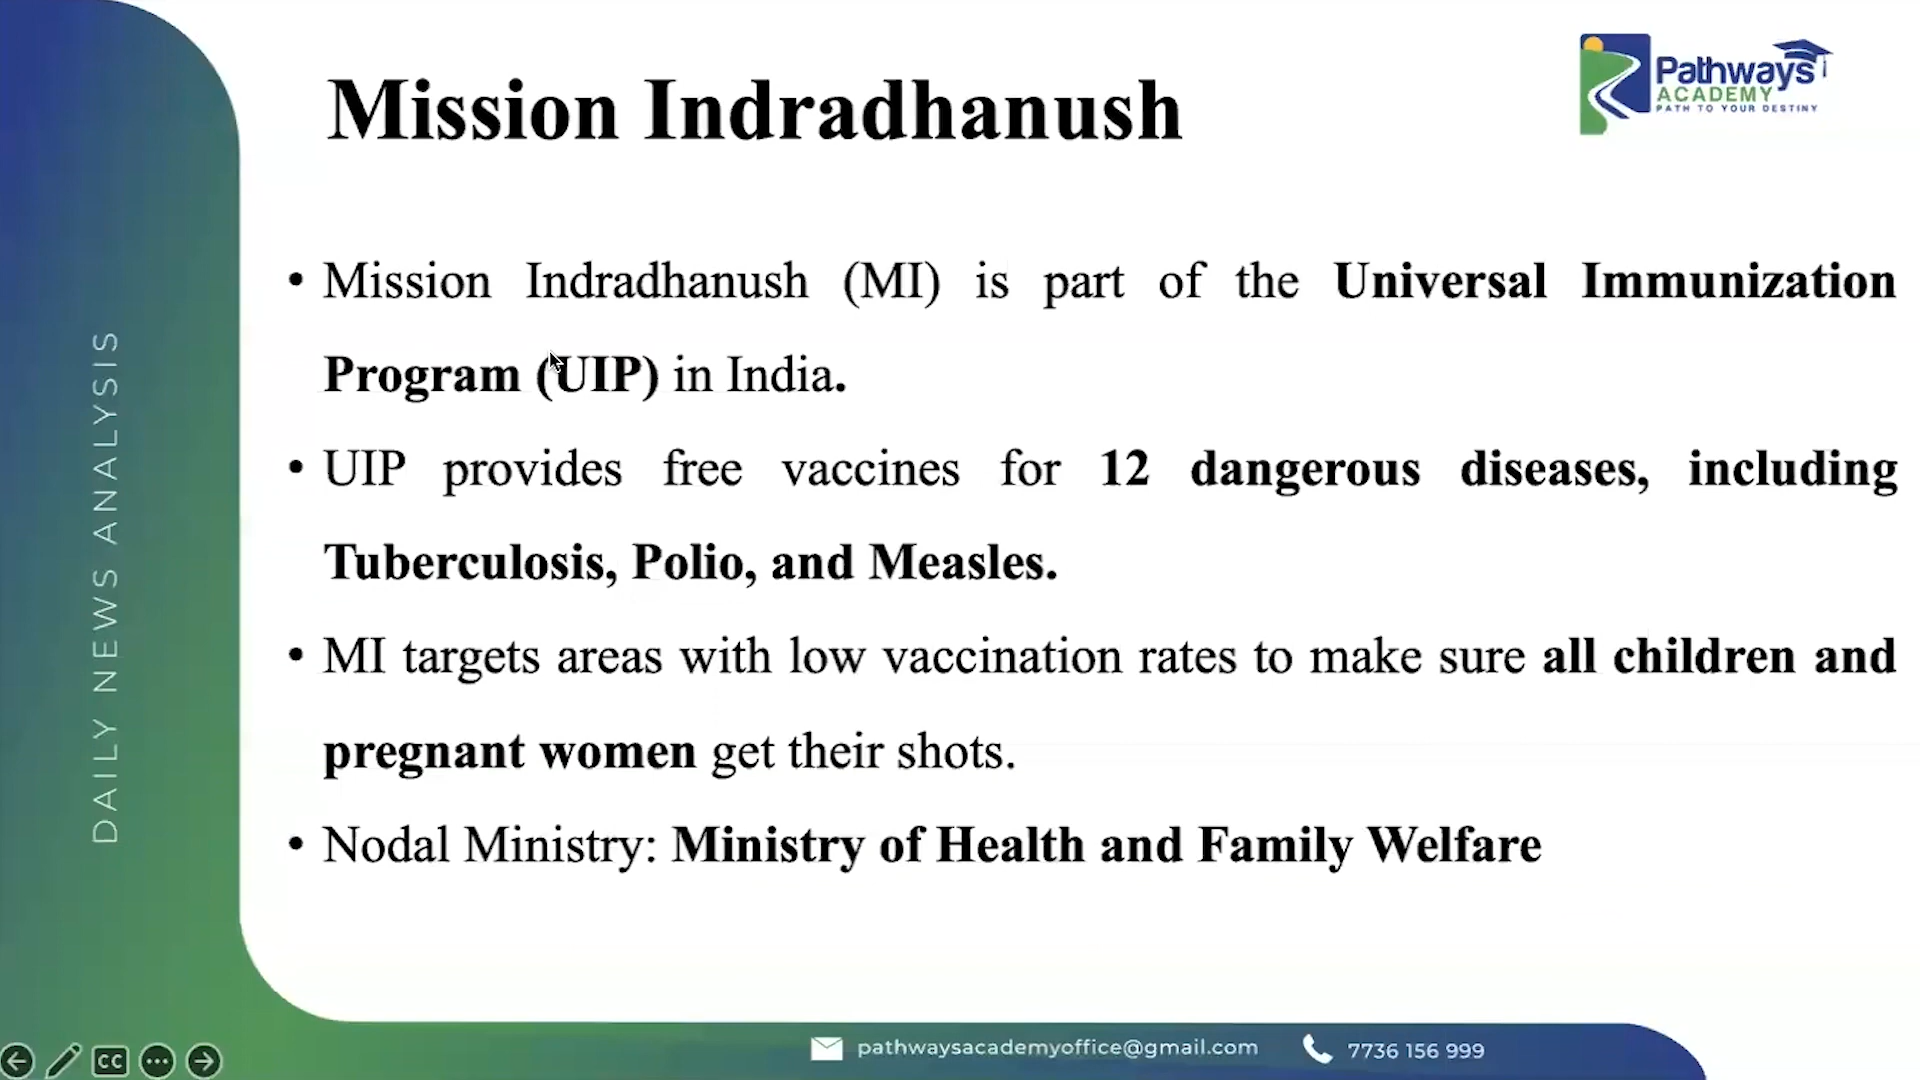 Mission Indradhanush
Pathways
ACADEMY
PATH TO YOUR DESTINY
• Mission Indradhanush (MI) is part of the Universal Immunization
Program (UIP) in India.
• UIP provides free vaccines for 12 dangerous diseases, including
Tuberculosis, Polio, and Measles.
• MI targets areas with low vaccination rates to make sure all children and
pregnant women get their shots.
• Nodal Ministry: Ministry of Health and Family Welfare
DAILY NEWS ANALYSIS
CC
pathwaysacademyoffice@gmail.com
7736 156 999